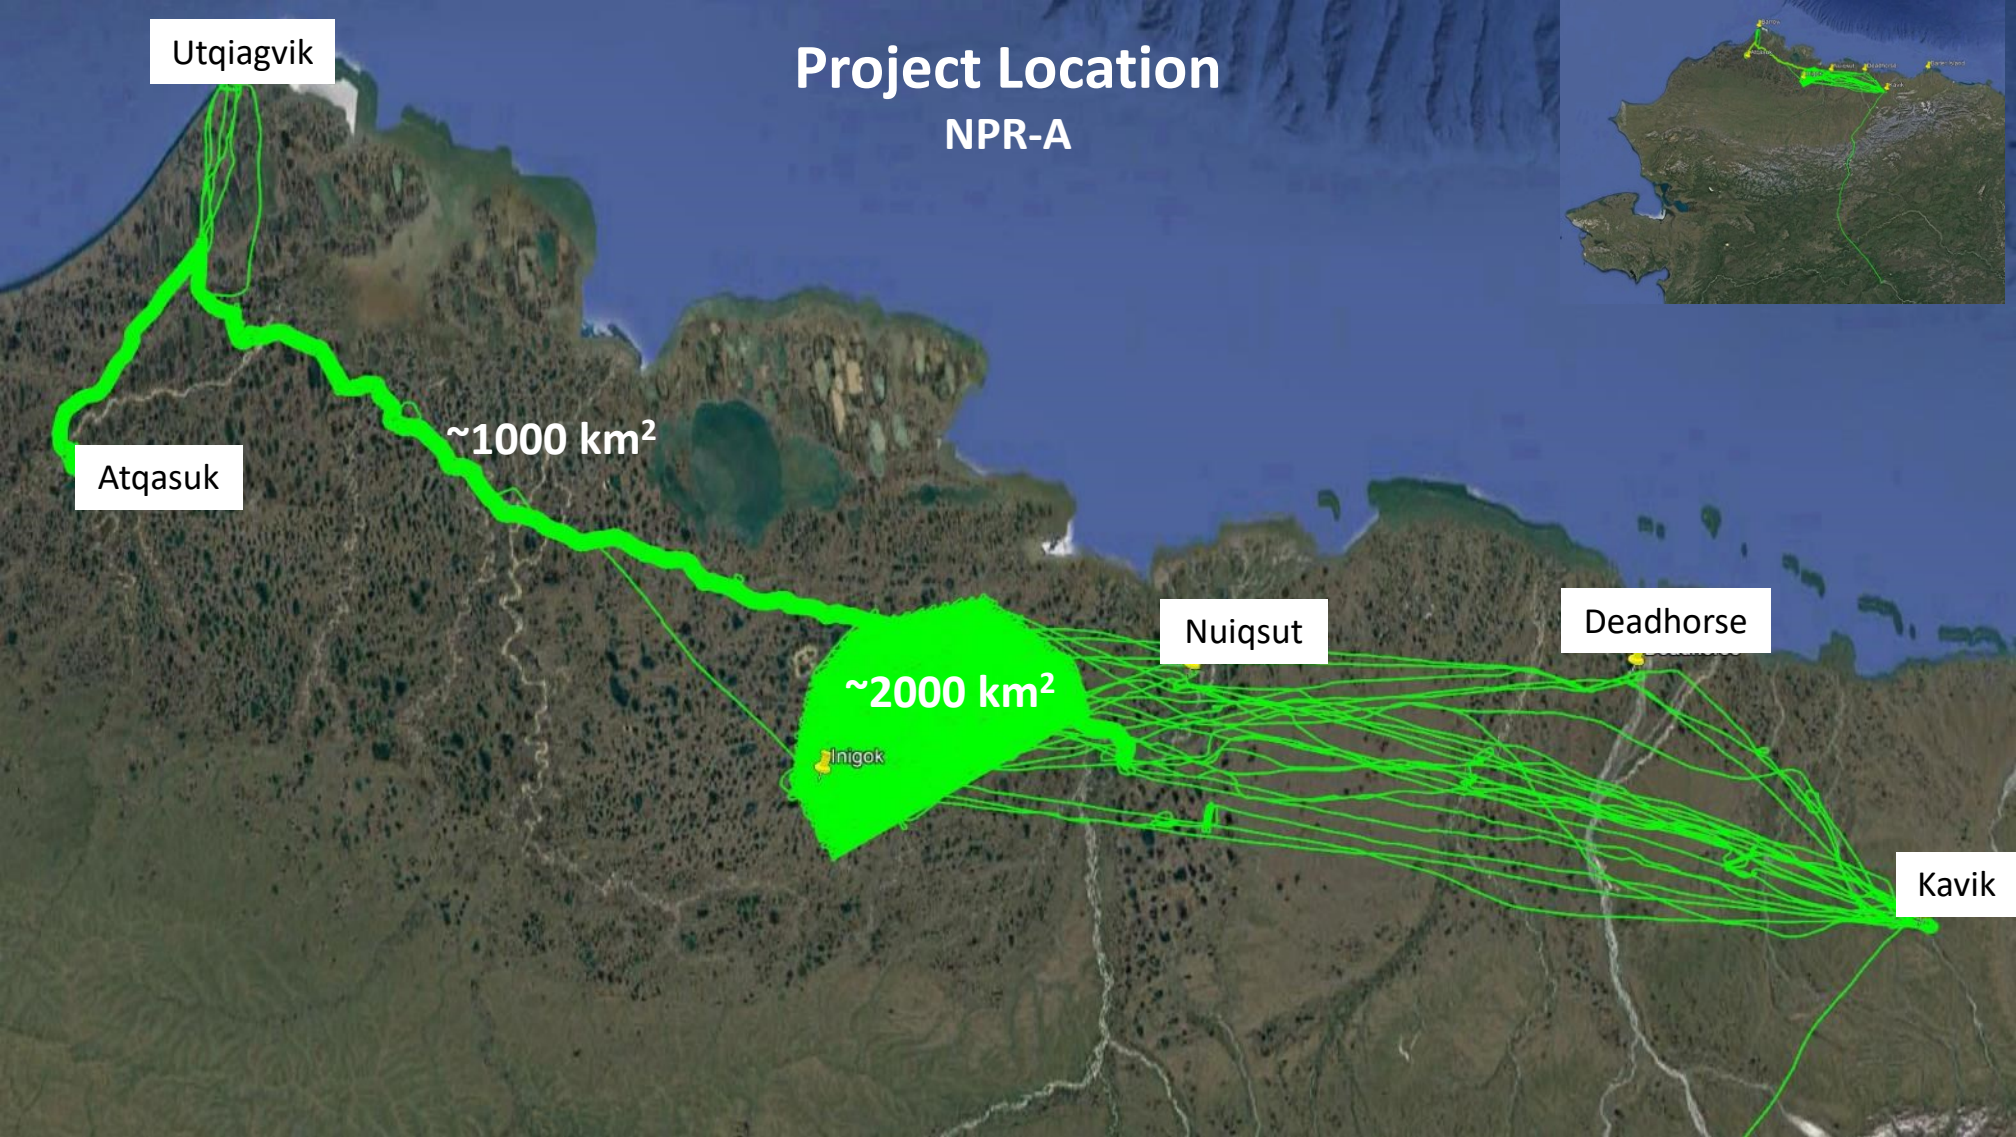 Utqiagvik
Project Location
NPR-A
~1000 km²
Atqasuk
Nuiqsut
Deadhorse
~2000 km²
Inigok
Kavik